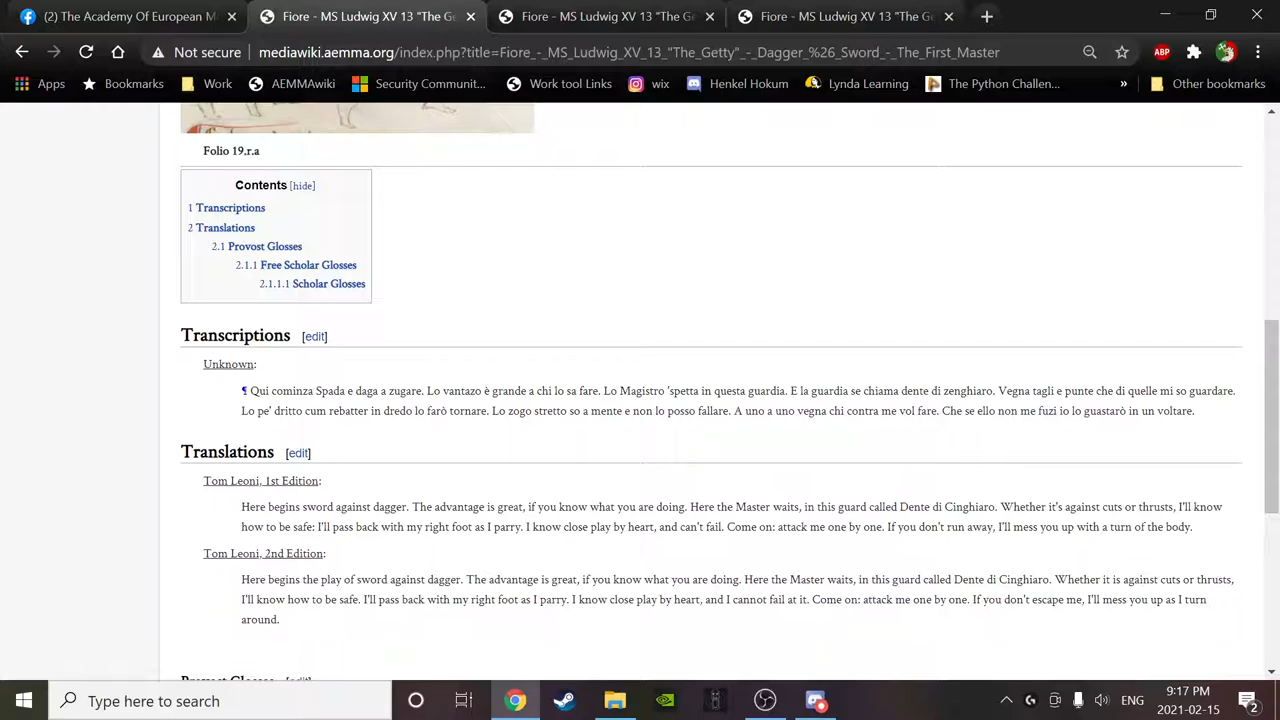 (2) The Academy Of European M
Fiore - MS Ludwig XV 13 "The Ge
Fiore - MS Ludwig XV 13 "The Ge
Fiore - MS Ludwig XV 13 "The Ge
Not secure
mediawiki.aemma.org/index.php?title=Fiore_-_MS_Ludwig_XV_13_"The_Getty"_-_Dagger_%26_Sword_-_The_First_Master
ABP
Apps
Bookmarks
Work
AEMMAwiki
Security Communit...
Work tool Links
wix
Henkel Hokum
Lynda Learning
The Python Challen...
»
Other bookmarks
Folio 19.r.a
Contents [hide]
1 Transcriptions
2 Translations
2.1 Provost Glosses
2.1.1 Free Scholar Glosses
2.1.1.1 Scholar Glosses
Transcriptions [edit]
Unknown:
¶ Qui cominza Spada e daga a zugare. Lo vantazo è grande a chi lo sa fare. Lo Magistro 'spetta in questa guardia. E la guardia se chiama dente di zenghiaro. Vegna tagli e punte che di quelle mi so guardare.
Lo pe' dritto cum rebatter in dredo lo farò tornare. Lo zogo stretto so a mente e non lo posso fallare. A uno a uno vegna chi contra me vol fare. Che se ello non me fuzi io lo guastarò in un voltare.
Translations [edit]
Tom Leoni, 1st Edition:
Here begins sword against dagger. The advantage is great, if you know what you are doing. Here the Master waits, in this guard called Dente di Cinghiaro. Whether it's against cuts or thrusts, I'll know
how to be safe: I'll pass back with my right foot as I parry. I know close play by heart, and can't fail. Come on: attack me one by one. If you don't run away, I'll mess you up with a turn of the body.
Tom Leoni, 2nd Edition:
Here begins the play of sword against dagger. The advantage is great, if you know what you are doing. Here the Master waits, in this guard called Dente di Cinghiaro. Whether it is against cuts or thrusts,
I'll know how to be safe. I'll pass back with my right foot as I parry. I know close play by heart, and I cannot fail at it. Come on: attack me one by one. If you don't escape me, I'll mess you up as I turn
around.
Provost Glosses [edit]
Type here to search
ENG
9:17 PM
2021-02-15
2